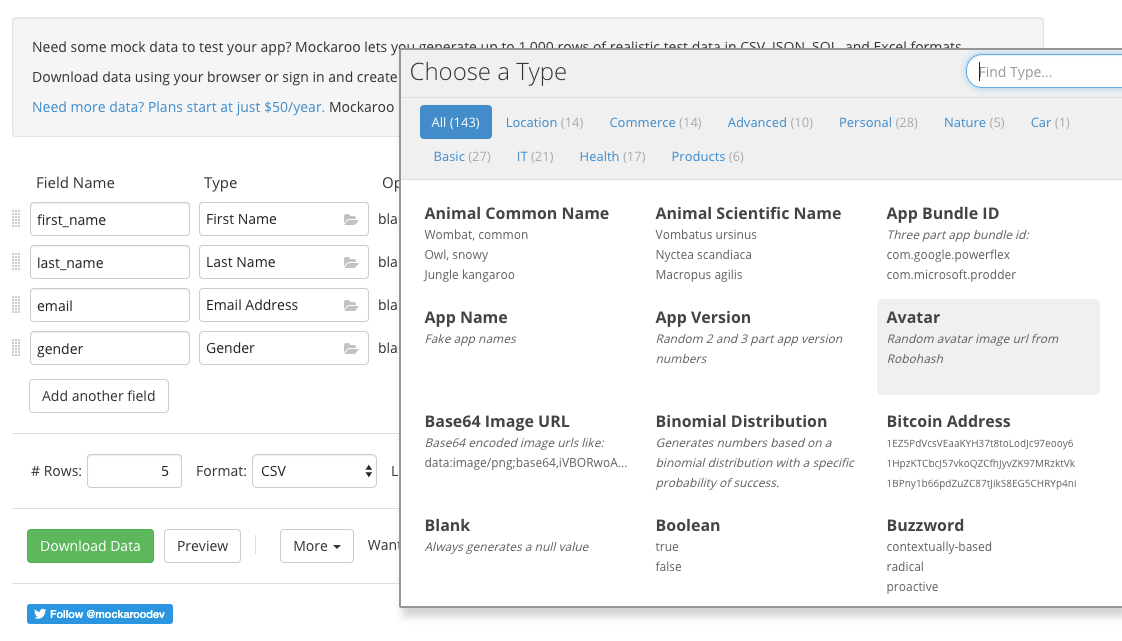 Need some mock data to test your app? Mockaroo lets you generate up to 1,000 rows of realistic test data in CSV, JSON, SQL, and Excel formats.
Download data using your browser or sign in and create
Need more data? Plans start at just $50/year. Mockaroo
Field Name Type Op
first_name First Name bla
last_name Last Name bla
email Email Address bla
gender Gender bla
Add another field
# Rows: 5 Format: CSV L
Download Data Preview More Want
Follow @mockaroodev
Choose a Type Find Type...
All (143) Location (14) Commerce (14) Advanced (10) Personal (28) Nature (5) Car (1)
Basic (27) IT (21) Health (17) Products (6)
Animal Common Name
Wombat, common
Owl, snowy
Jungle kangaroo
Animal Scientific Name
Vombatus ursinus
Nyctea scandiaca
Macropus agilis
App Bundle ID
Three part app bundle id:
com.google.powerflex
com.microsoft.prodder
App Name
Fake app names
App Version
Random 2 and 3 part app version
numbers
Avatar
Random avatar image url from
Robohash
Base64 Image URL
Base64 encoded image urls like:
data:image/png;base64,iVBORwoA...
Binomial Distribution
Generates numbers based on a
binomial distribution with a specific
probability of success.
Bitcoin Address
1EZ5PdVcsVEaaKYH37t8toLodJc97eooy6
1HpzKTCbcJ57vkoQZCfhJyvZK97MRzktVk
1BPny1b66pdZuZC87tJikS8EG5CHRYp4ni
Blank
Always generates a null value
Boolean
true
false
Buzzword
contextually-based
radical
proactive